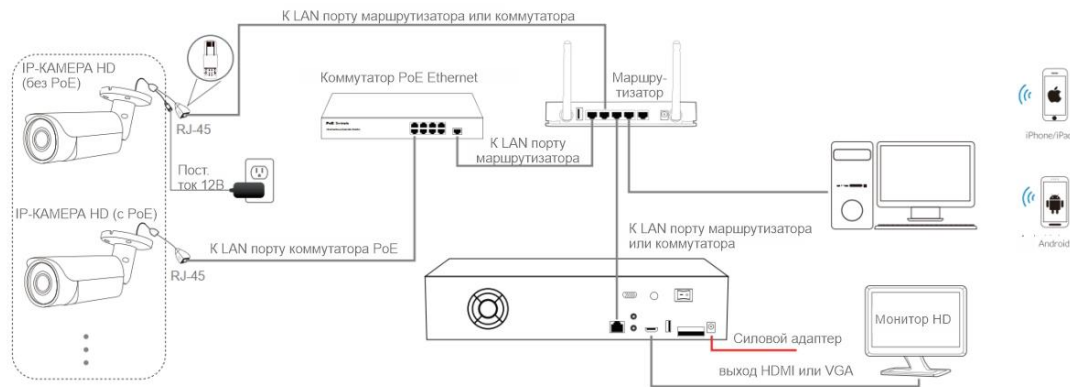 К LAN порту маршрутизатора или коммутатора
IP-КАМЕРА HD
(без PoE)
RJ-45
Пост.
ток 12В
Коммутатор PoE Ethernet
К LAN порту
маршрутизатора
Маршру-
тизатор
iPhone/iPad
Android
IP-КАМЕРА HD (с PoE)
RJ-45
К LAN порту коммутатора PoE
К LAN порту маршрутизатора
или коммутатора
Силовой адаптер
выход HDMI или VGA
Монитор HD